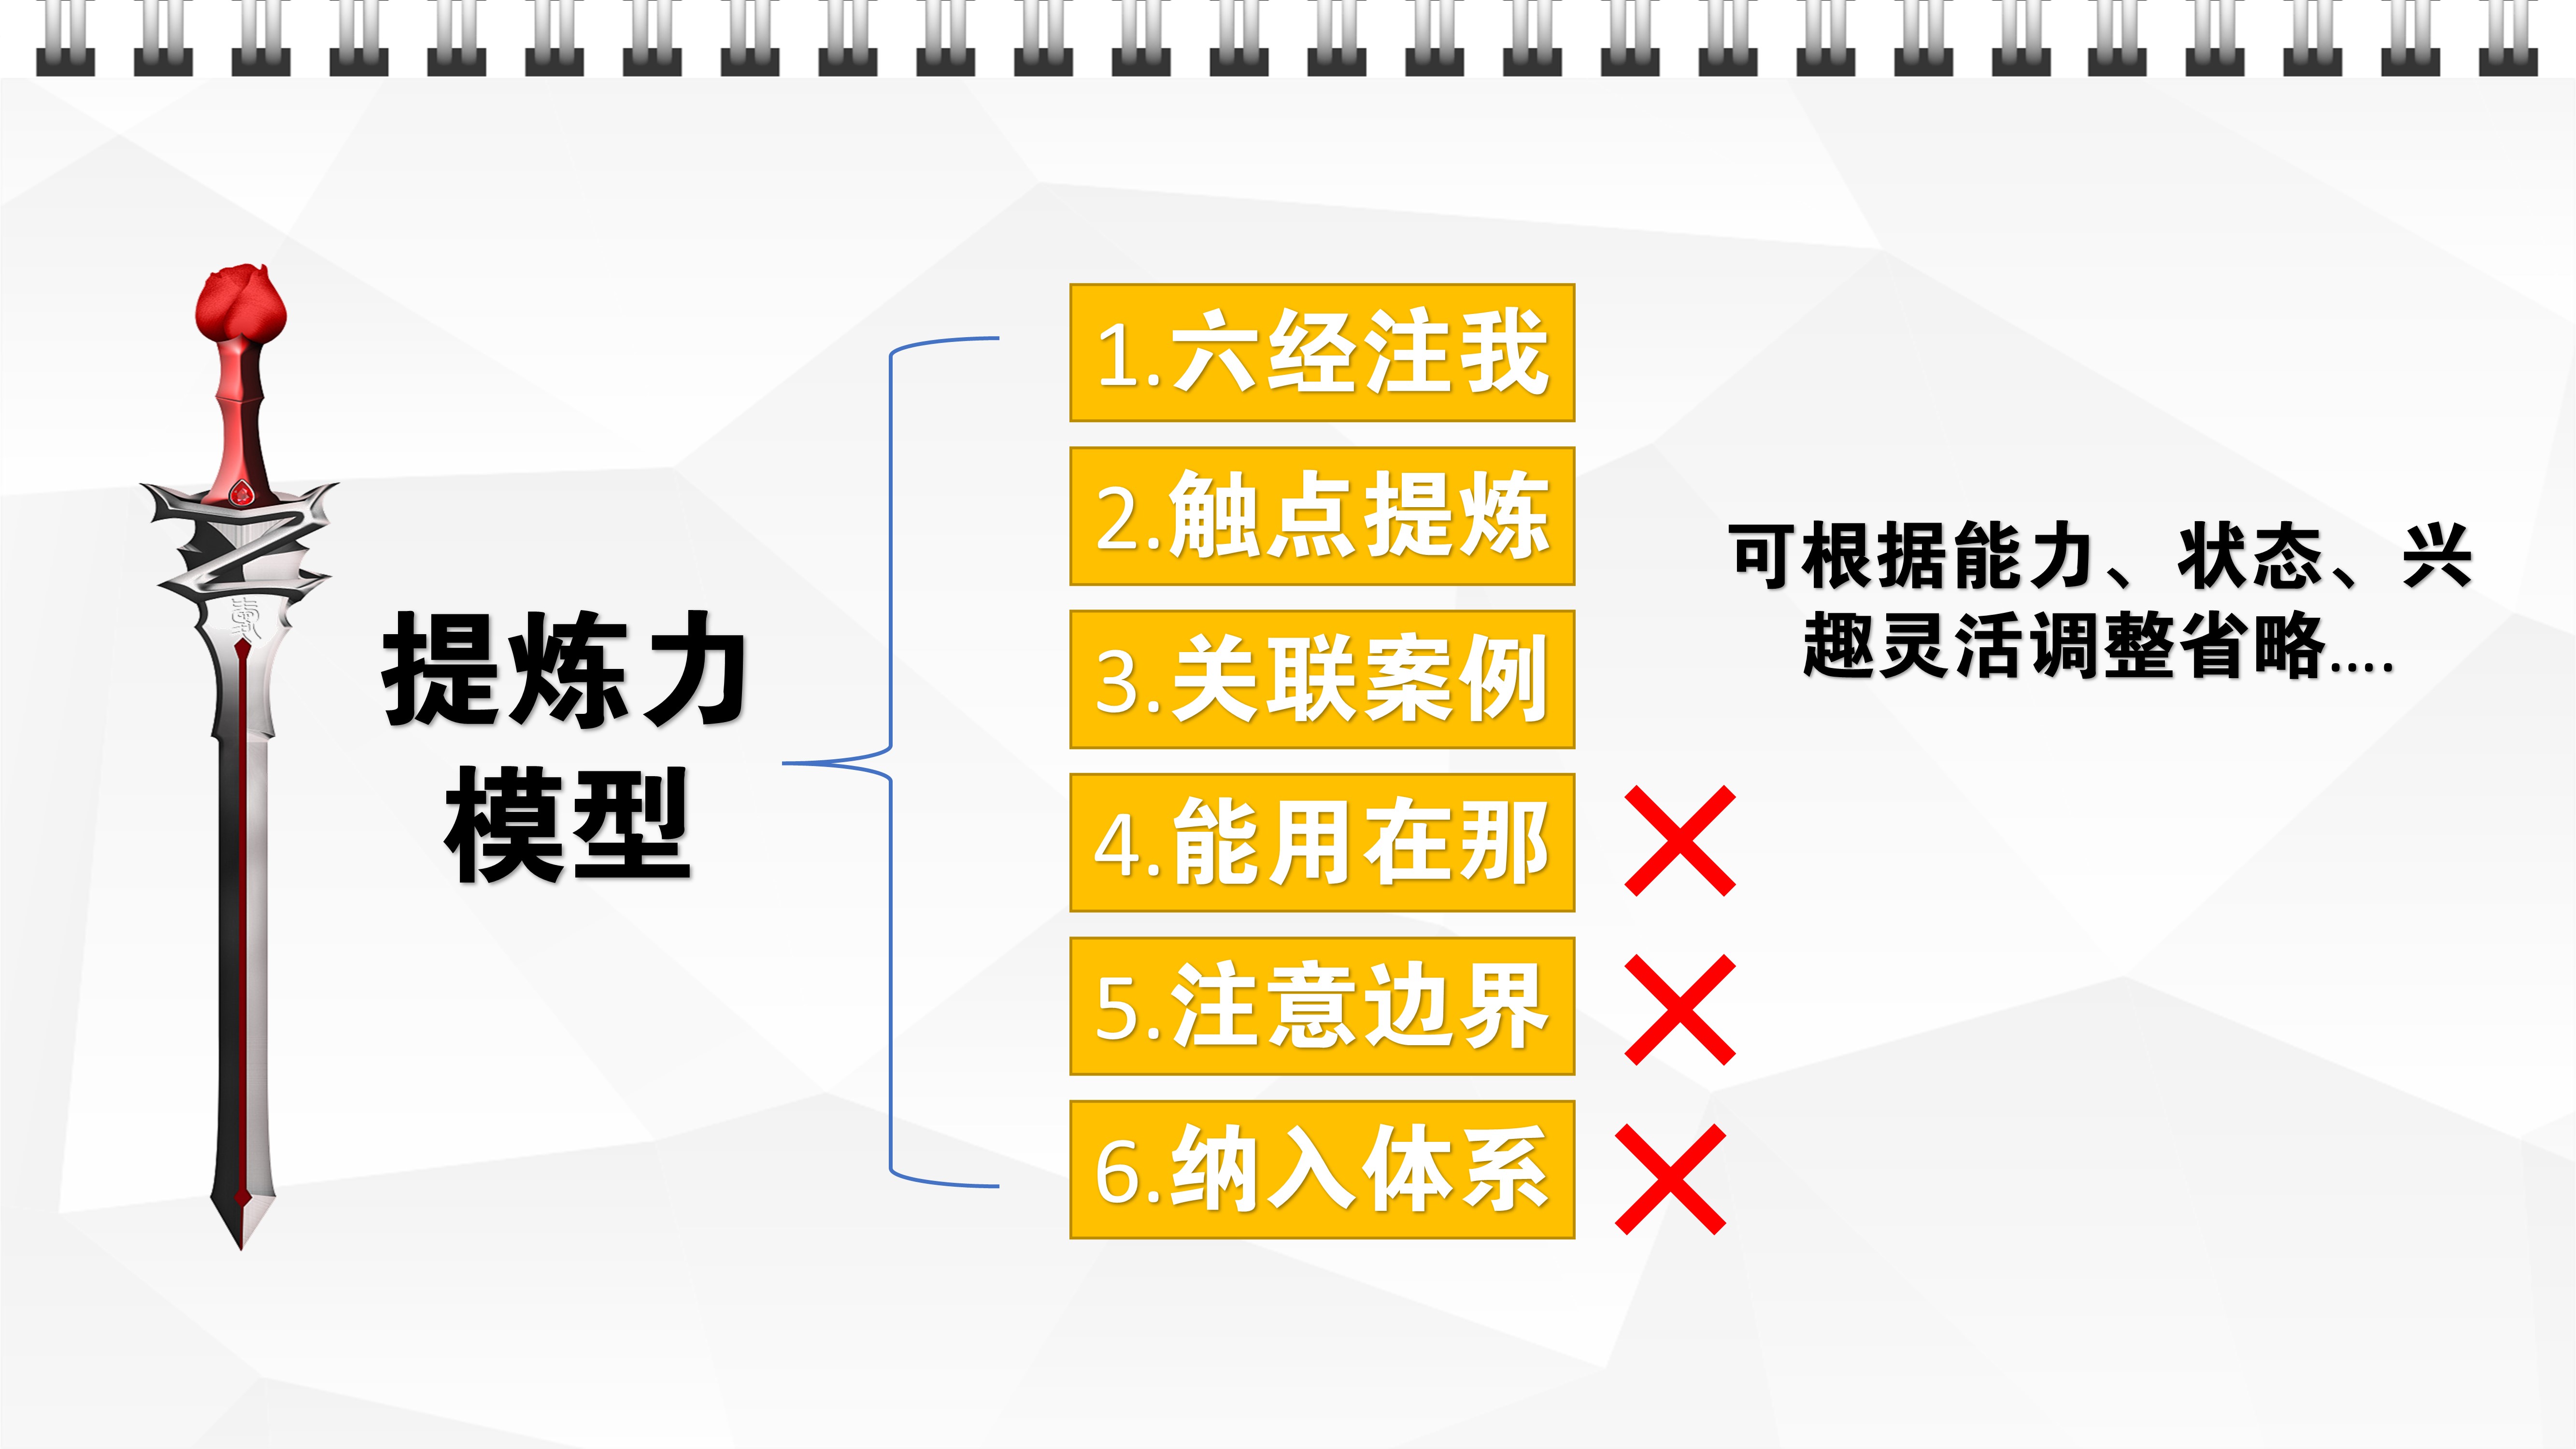 提炼力
模型
1.六经注我
2.触点提炼
3.关联案例
4.能用在那
5.注意边界
6.纳入体系
可根据能力、状态、兴
趣灵活调整省略....